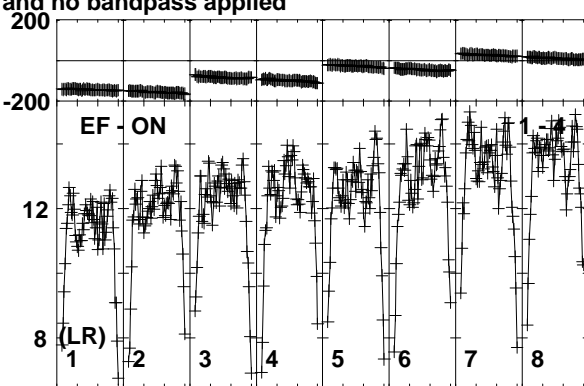 and no bandpass applied
200
-200
EF - ON 1 - 4
12
8 (LR)
1 2 3 4 5 6 7 8